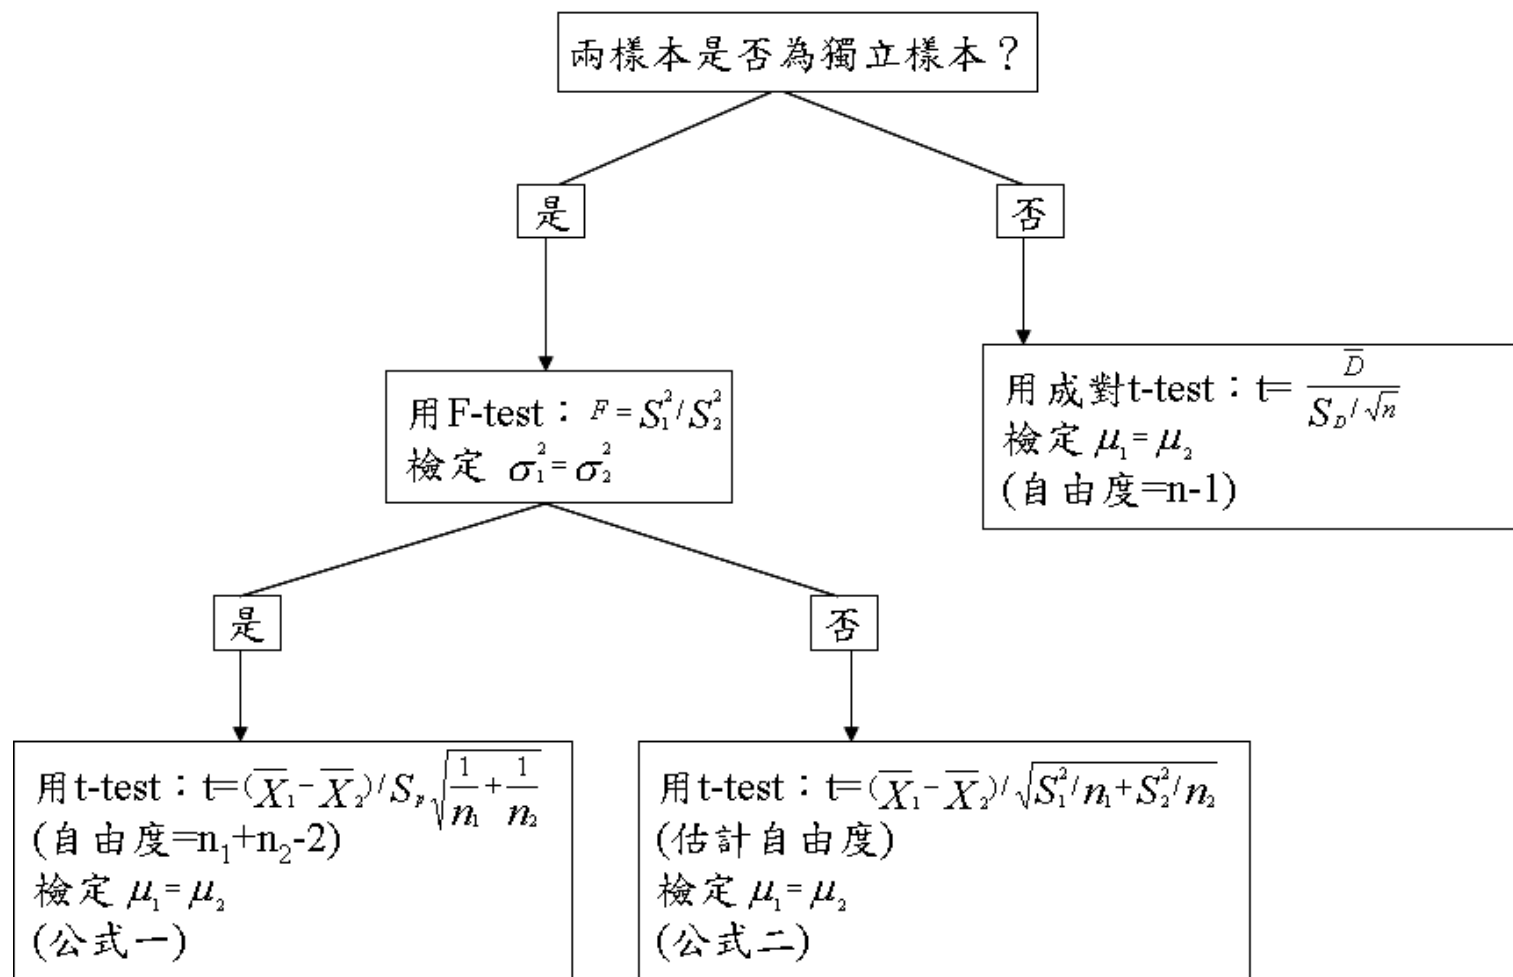 兩樣本是否為獨立樣本？
是
否
用F-test： F = S₁²/S₂²
檢定 σ₁²= σ₂²
用成對t-test：t= D̅ / (S_D/√n)
檢定 μ₁= μ₂
(自由度=n-1)
是
否
用t-test：t=(X̅₁-X̅₂)/S_p√(1/n₁+1/n₂)
(自由度=n₁+n₂-2)
檢定 μ₁= μ₂
(公式一)
用t-test：t=(X̅₁-X̅₂)/√(S₁²/n₁+S₂²/n₂)
(估計自由度)
檢定 μ₁= μ₂
(公式二)